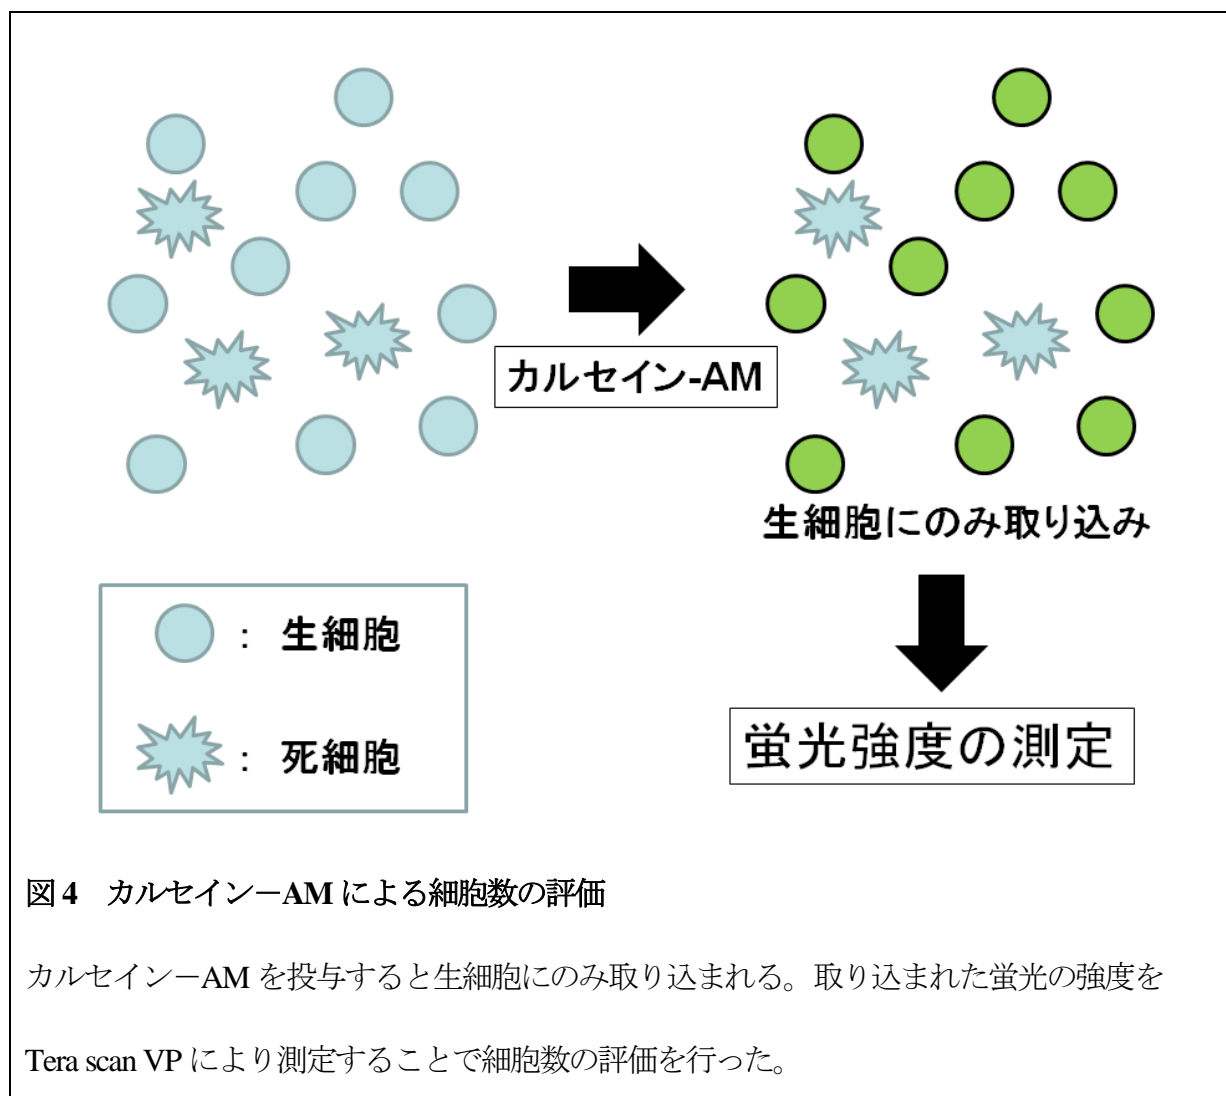 カルセイン-AM
生細胞にのみ取り込み
： 生細胞
： 死細胞
蛍光強度の測定
図4　カルセイン－AMによる細胞数の評価
カルセイン－AMを投与すると生細胞にのみ取り込まれる。取り込まれた蛍光の強度を
Tera scan VPにより測定することで細胞数の評価を行った。